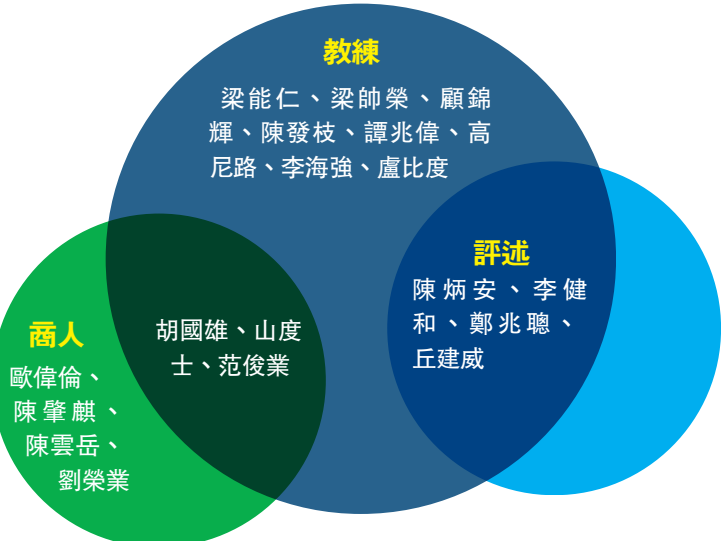 教練
梁能仁、梁帥榮、顧錦
輝、陳發枝、譚兆偉、高
尼路、李海強、盧比度
評述
陳炳安、李健
和、鄭兆聰、
丘建威
商人
歐偉倫、
陳肇麒、
陳雲岳、
劉榮業
胡國雄、山度
士、范俊業